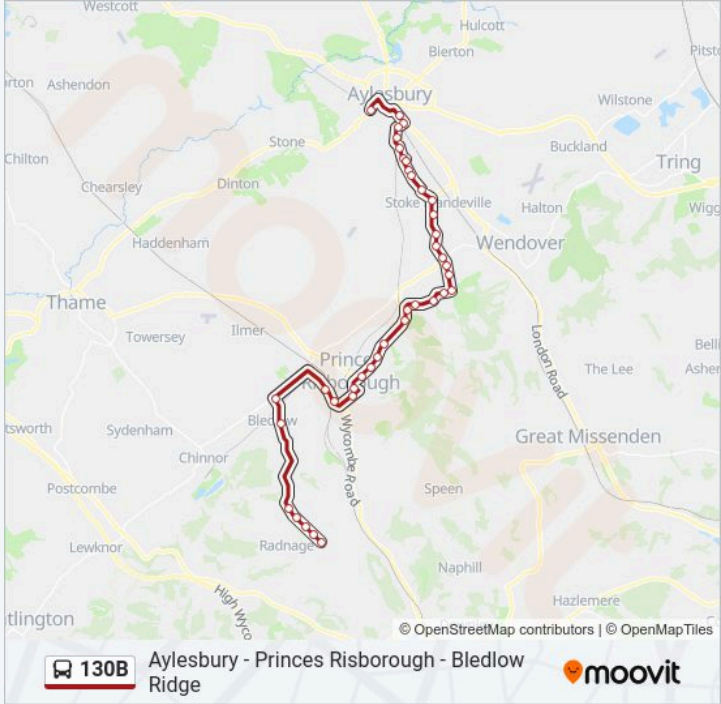 Westcott
Hulcott
Bierton
Pitst
rton
Ashendon
Aylesbury
Wilstone
Stone
Buckland
Chilton
Tring
Chearsley
Dinton
Stoke Mandeville
Halton
Wigg
Haddenham
Wendover
Thame
Ilmer
Towersey
London Road
Belli
Princes
Risborough
The Lee
Asher
Bledlow
tsworth
Sydenham
Wycombe Road
Great Missenden
Chinnor
Postcombe
Speen
Lewknor
Radnage
Naphill
High Wyco
Hazlemere
tlington
© OpenStreetMap contributors | © OpenMapTiles
130B
Aylesbury - Princes Risborough - Bledlow
Ridge
moovit